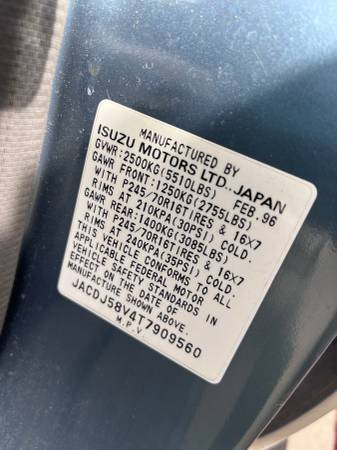 MANUFACTURED BY
ISUZU MOTORS LTD., JAPAN
GVWR:2500KG(5510LBS) FEB.96
GAWR FRONT:1250KG(2755LBS)
WITH P245/70R16TIRES & 16X7
RIMS AT 210KPA(30PSI) COLD.
GAWR REAR:1400KG(3085LBS)
WITH P245/70R16TIRES & 16X7
RIMS AT 240KPA(35PSI) COLD.
THIS VEHICLE CONFORMS TO ALL
APPLICABLE FEDERAL MOTOR
VEHICLE SAFETY STANDARDS IN
EFFECT ON THE DATE OF
MANUFACTURE SHOWN ABOVE.
JACDJ58V4T7909560
M.P.V